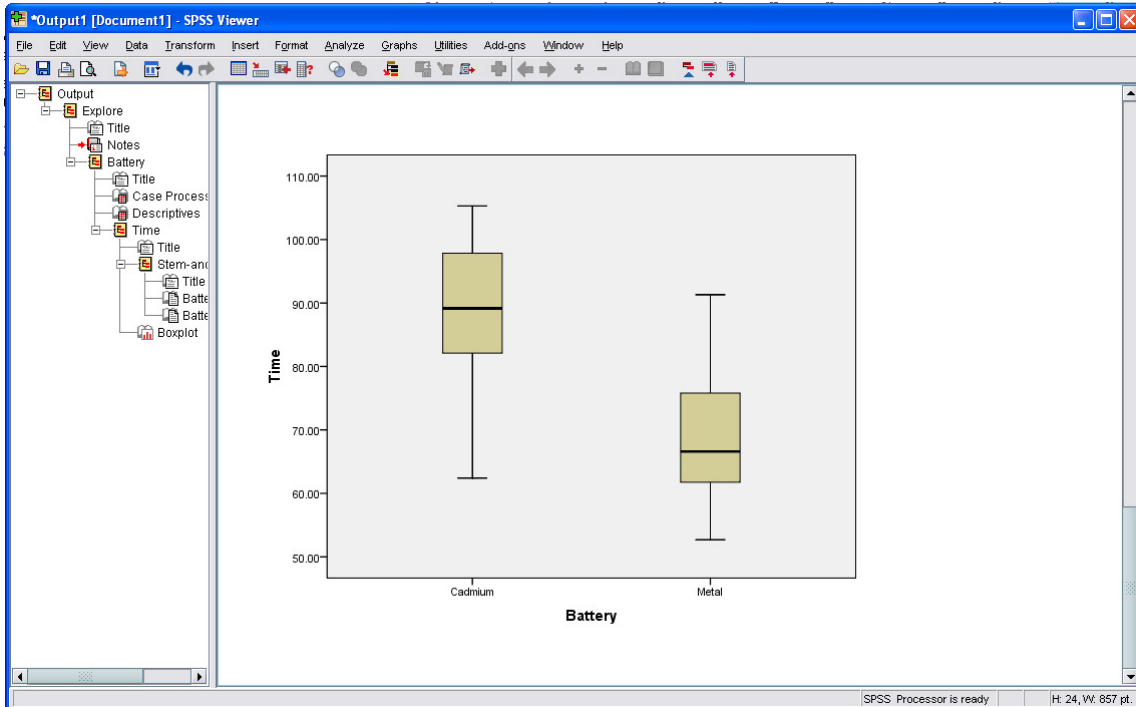 *Output1 [Document1] - SPSS Viewer
File Edit View Data Transform Insert Format Analyze Graphs Utilities Add-ons Window Help
Output
Explore
Title
Notes
Battery
Title
Case Process
Descriptives
Time
Title
Stem-and
Title
Batte
Batte
Boxplot
110.00
100.00
90.00
80.00
70.00
60.00
50.00
Time
Cadmium Metal
Battery
SPSS Processor is ready H: 24, W: 857 pt.